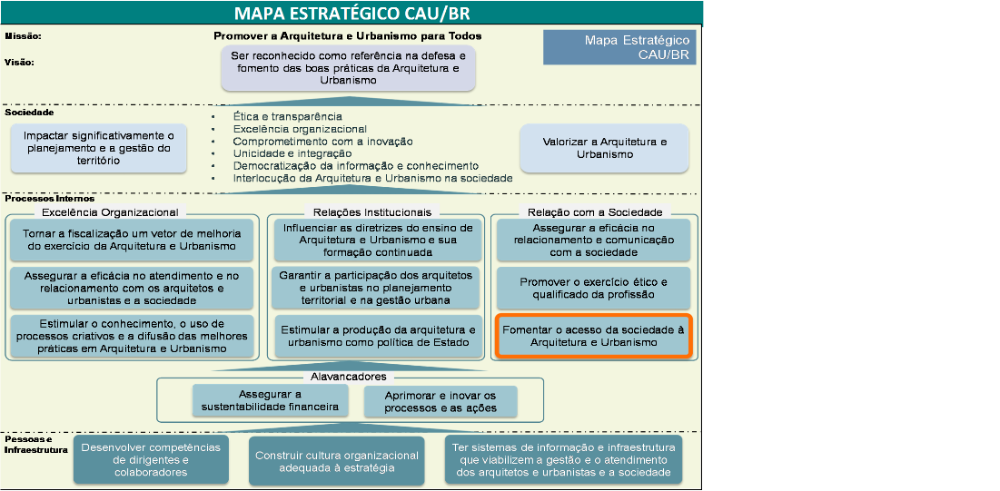 MAPA ESTRATÉGICO CAU/BR
Missão:
Promover a Arquitetura e Urbanismo para Todos
Mapa Estratégico
CAU/BR
Visão:
Ser reconhecido como referência na defesa e
fomento das boas práticas da Arquitetura e
Urbanismo
Sociedade
Impactar significativamente o
planejamento e a gestão do
território
• Ética e transparência
• Excelência organizacional
• Comprometimento com a inovação
• Unicidade e integração
• Democratização da informação e conhecimento
• Interlocução da Arquitetura e Urbanismo na sociedade
Valorizar a Arquitetura e
Urbanismo
Processos Internos
Excelência Organizacional
Tornar a fiscalização um vetor de melhoria
do exercício da Arquitetura e Urbanismo
Assegurar a eficácia no atendimento e no
relacionamento com os arquitetos e
urbanistas e a sociedade
Estimular o conhecimento, o uso de
processos criativos e a difusão das melhores
práticas em Arquitetura e Urbanismo
Relações Institucionais
Influenciar as diretrizes do ensino de
Arquitetura e Urbanismo e sua
formação continuada
Garantir a participação dos arquitetos
e urbanistas no planejamento
territorial e na gestão urbana
Estimular a produção da arquitetura e
urbanismo como política de Estado
Relação com a Sociedade
Assegurar a eficácia no
relacionamento e comunicação
com a sociedade
Promover o exercício ético e
qualificado da profissão
Fomentar o acesso da sociedade à
Arquitetura e Urbanismo
Alavancadores
Assegurar a
sustentabilidade financeira
Aprimorar e inovar os
processos e as ações
Pessoas e
Infraestrutura
Desenvolver competências
de dirigentes e
colaboradores
Construir cultura organizacional
adequada à estratégia
Ter sistemas de informação e infraestrutura
que viabilizem a gestão e o atendimento
dos arquitetos e urbanistas e a sociedade